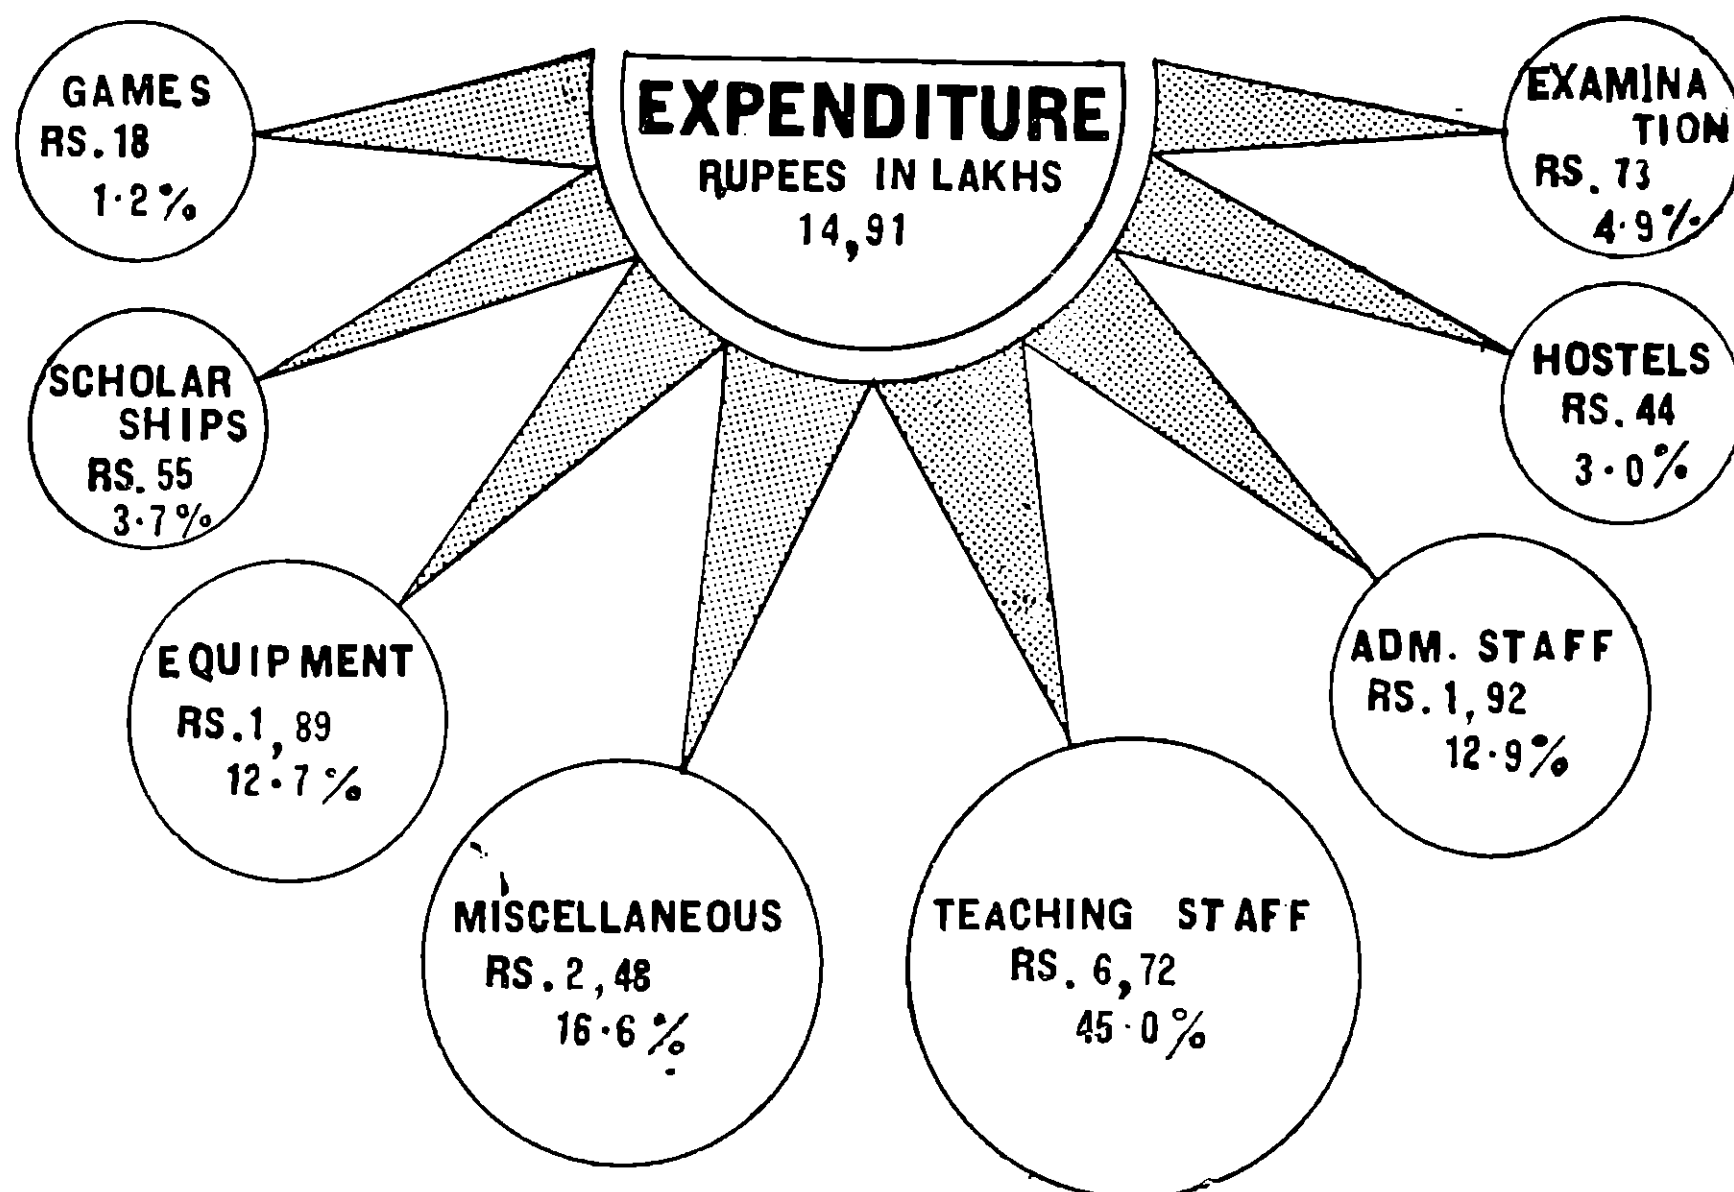 EXPENDITURE
RUPEES IN LAKHS
14,91
GAMES
RS. 18
1·2%
SCHOLAR
SHIPS
RS. 55
3·7%
EQUIPMENT
RS. 1,89
12·7%
MISCELLANEOUS
RS. 2,48
16·6%
TEACHING STAFF
RS. 6,72
45·0%
ADM. STAFF
RS. 1,92
12·9%
HOSTELS
RS. 44
3·0%
EXAMINA
TION
RS. 73
4·9%